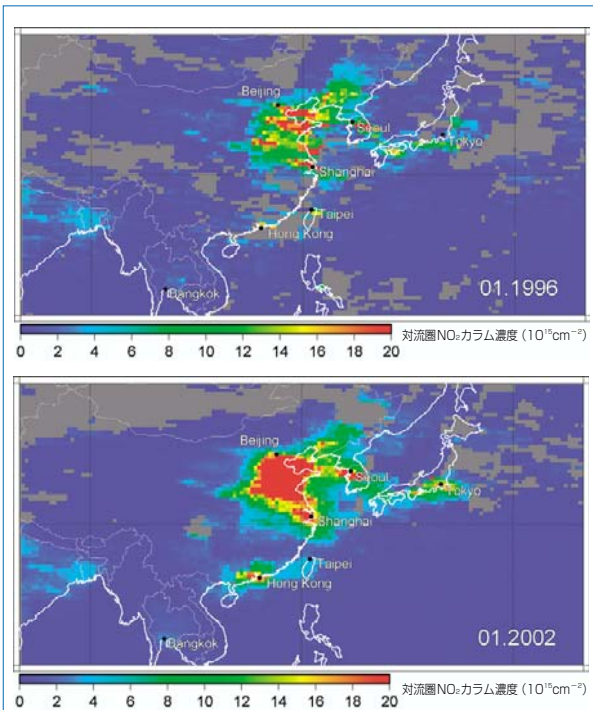 Beijing
Seoul
Tokyo
Shanghai
Taipei
Hong Kong
Bangkok
01.1996
0 2 4 6 8 10 12 14 16 18 20 対流圏NO₂カラム濃度 (10¹⁵cm⁻²)
Beijing
Seoul
Tokyo
Shanghai
Taipei
Hong Kong
Bangkok
01.2002
0 2 4 6 8 10 12 14 16 18 20 対流圏NO₂カラム濃度 (10¹⁵cm⁻²)